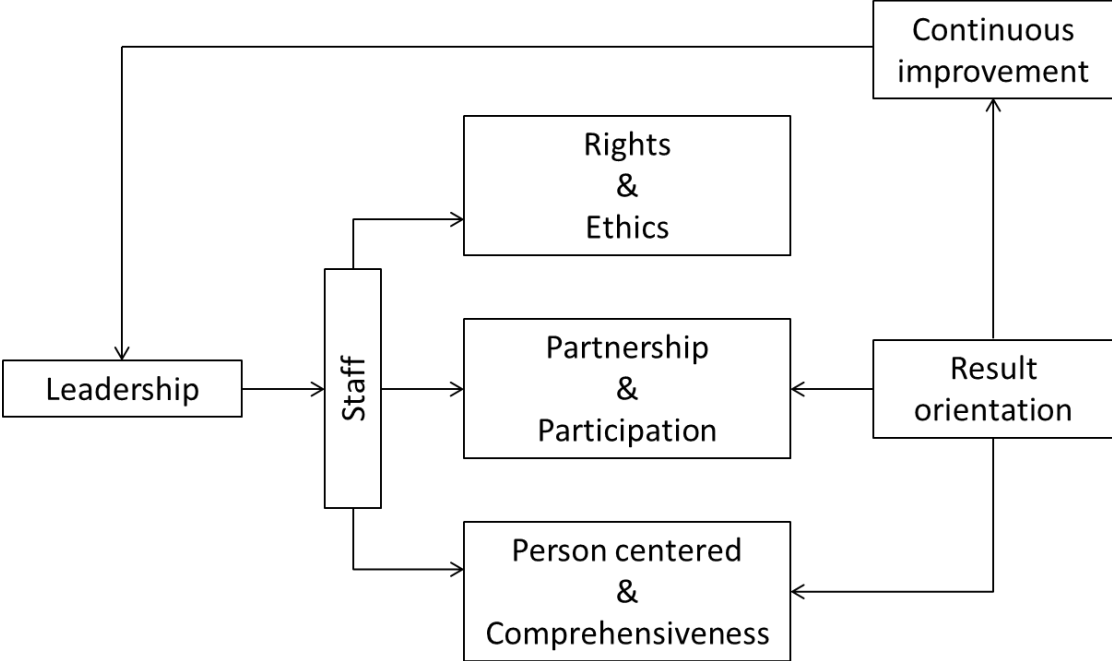 Continuous
improvement
Rights
&
Ethics
Leadership
Staff
Partnership
&
Participation
Result
orientation
Person centered
&
Comprehensiveness